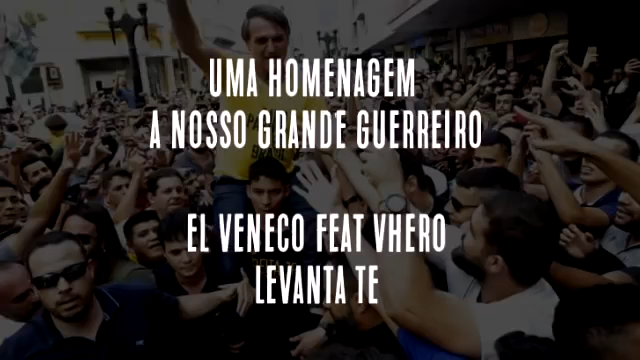 UMA HOMENAGEM
A NOSSO GRANDE GUERREIRO
EL VENECO FEAT VHERO
LEVANTA TE